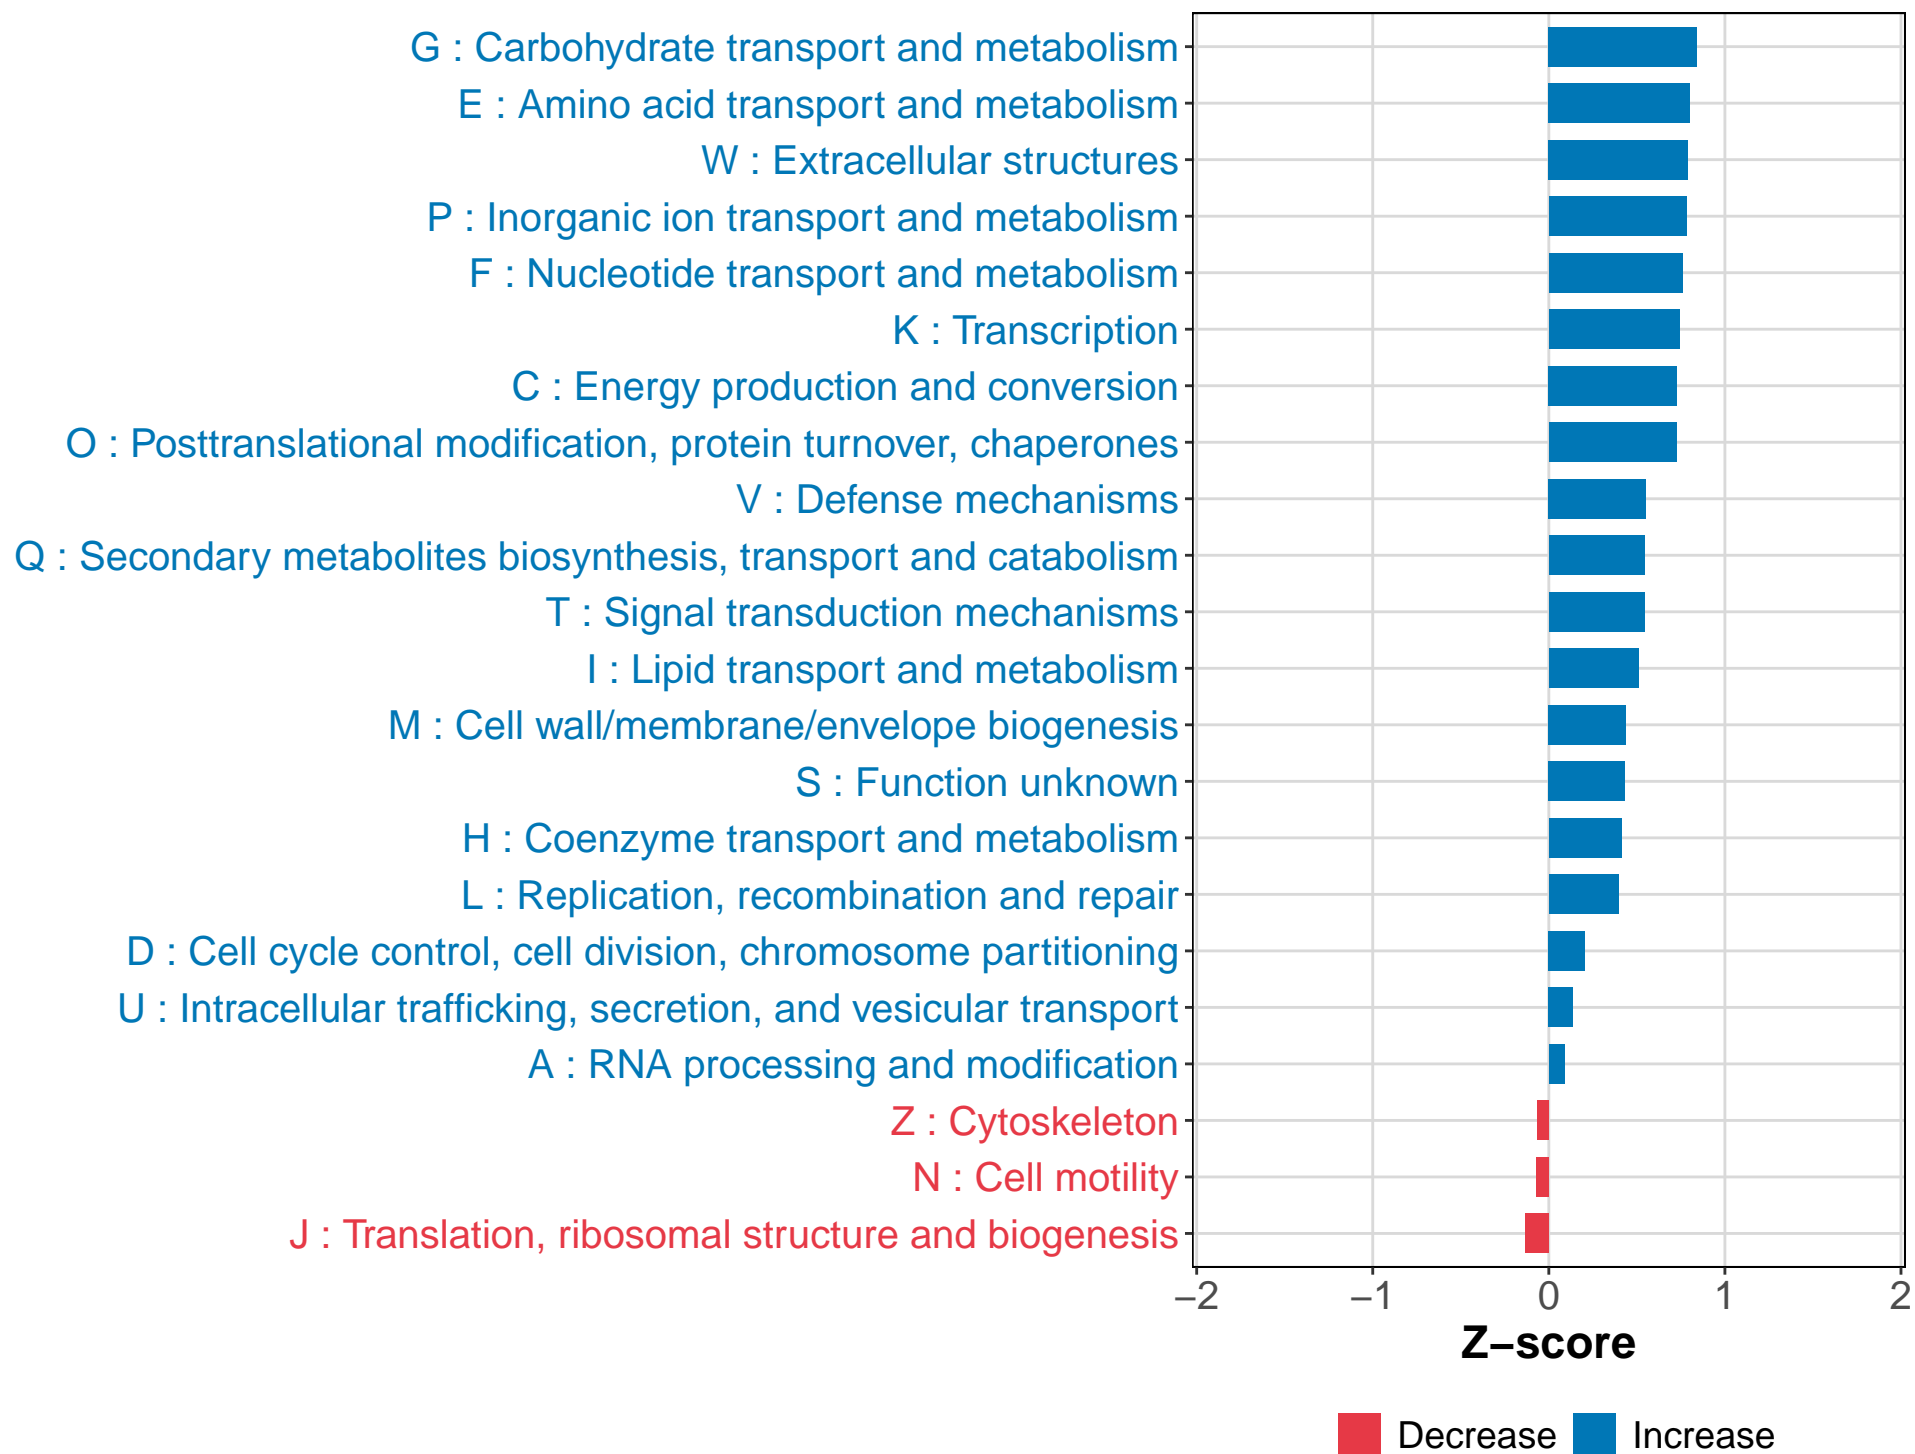 G : Carbohydrate transport and metabolism
E : Amino acid transport and metabolism
W : Extracellular structures
P : Inorganic ion transport and metabolism
F : Nucleotide transport and metabolism
K : Transcription
C : Energy production and conversion
O : Posttranslational modification, protein turnover, chaperones
V : Defense mechanisms
Q : Secondary metabolites biosynthesis, transport and catabolism
T : Signal transduction mechanisms
I : Lipid transport and metabolism
M : Cell wall/membrane/envelope biogenesis
S : Function unknown
H : Coenzyme transport and metabolism
L : Replication, recombination and repair
D : Cell cycle control, cell division, chromosome partitioning
U : Intracellular trafficking, secretion, and vesicular transport
A : RNA processing and modification
Z : Cytoskeleton
N : Cell motility
J : Translation, ribosomal structure and biogenesis
−2 −1 0 1 2
Z−score
Decrease Increase